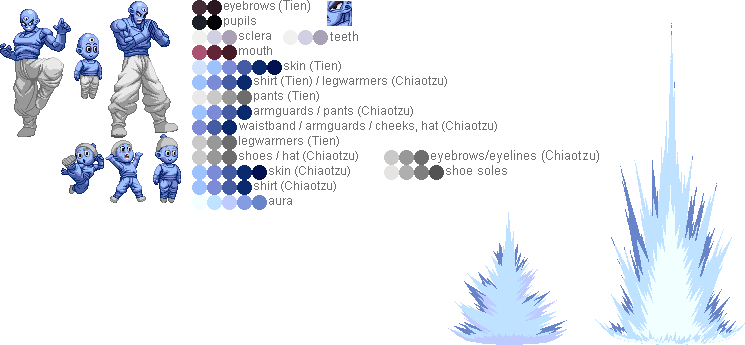 eyebrows (Tien)
pupils
sclera teeth
mouth
skin (Tien)
shirt (Tien) / legwarmers (Chiaotzu)
pants (Tien)
armguards / pants (Chiaotzu)
waistband / armguards / cheeks, hat (Chiaotzu)
legwarmers (Tien)
shoes / hat (Chiaotzu) eyebrows/eyelines (Chiaotzu)
skin (Chiaotzu) shoe soles
shirt (Chiaotzu)
aura